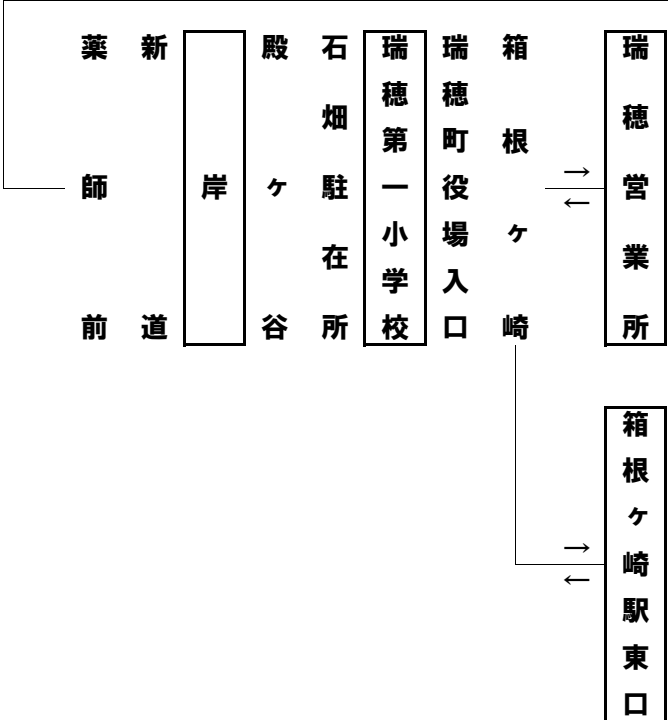 薬師前
新道
岸
殿ヶ谷
石畑駐在所
瑞穂第一小学校
瑞穂町役場入口
箱根ヶ崎
→
←
瑞穂営業所
→
←
箱根ヶ崎駅東口